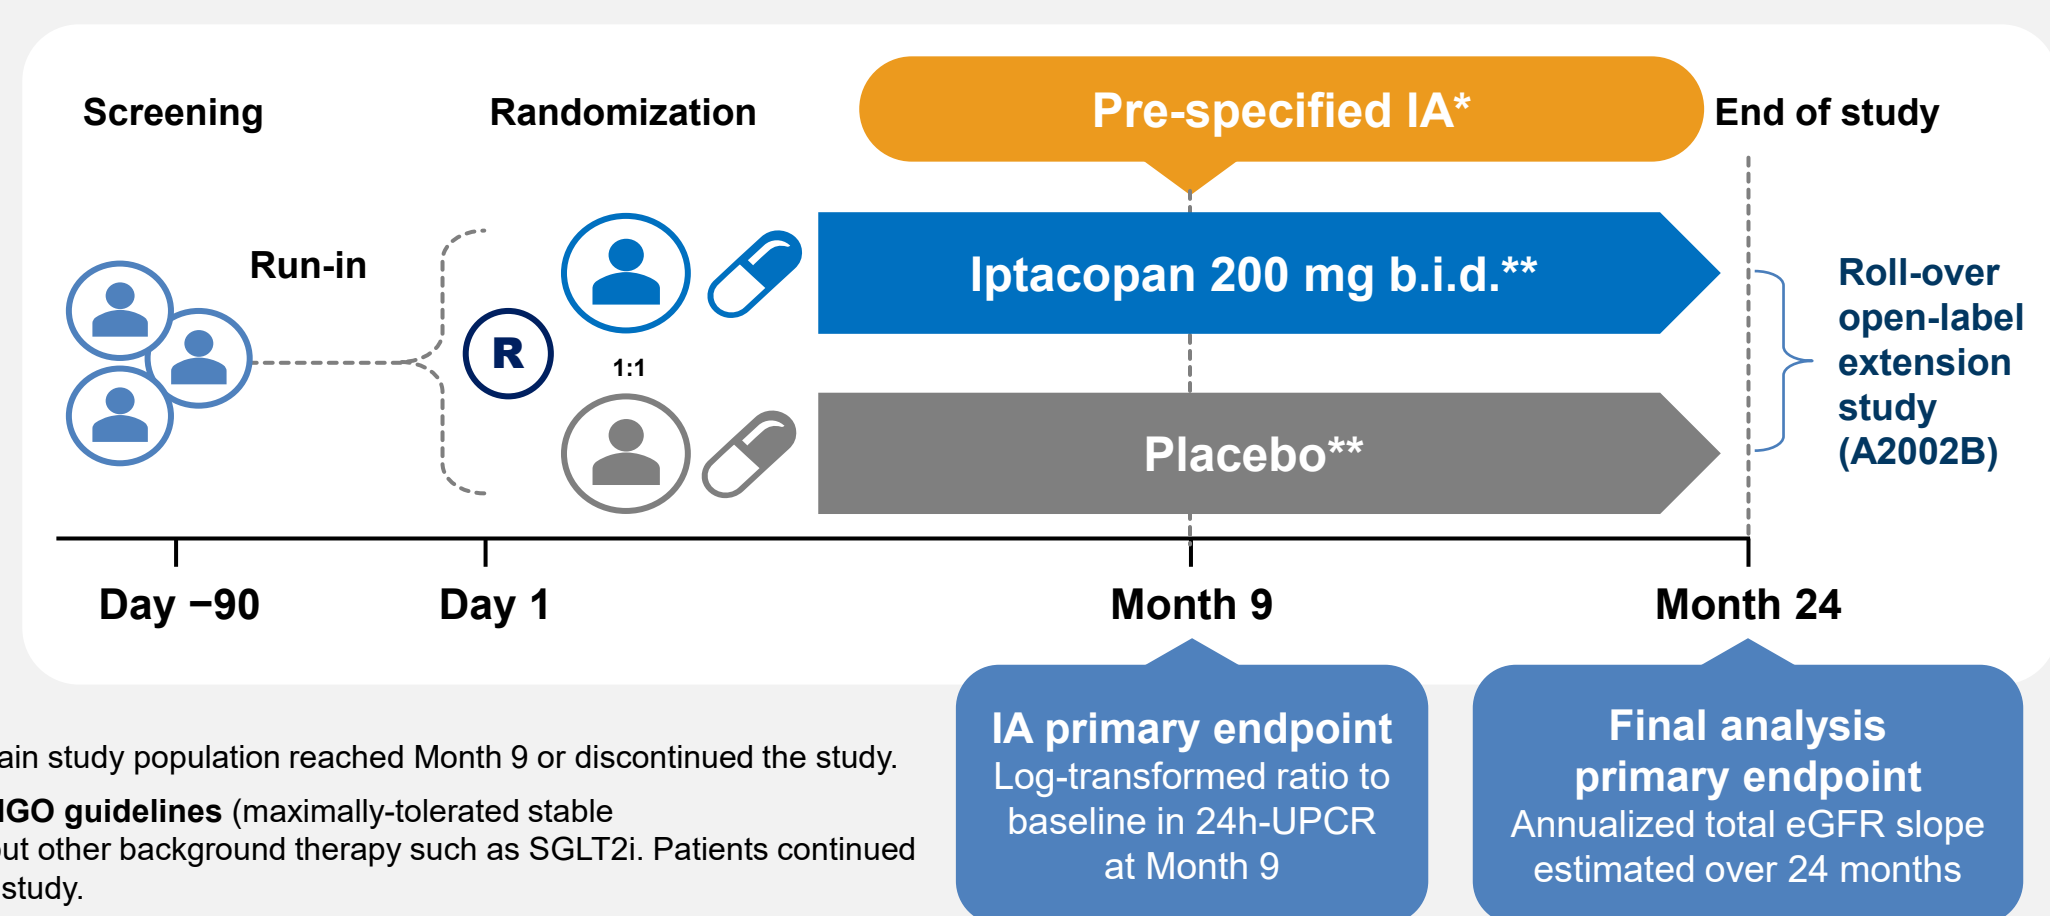 Screening
Randomization
Pre-specified IA*
End of study
Run-in
R
1:1
Iptacopan 200 mg b.i.d.**
Placebo**
Roll-over
open-label
extension
study
(A2002B)
Day −90
Day 1
Month 9
Month 24
study population reached Month 9 or discontinued the study.
guidelines (maximally-tolerated stable
other background therapy such as SGLT2i. Patients continued
study.
IA primary endpoint
Log-transformed ratio to
baseline in 24h-UPCR
at Month 9
Final analysis
primary endpoint
Annualized total eGFR slope
estimated over 24 months